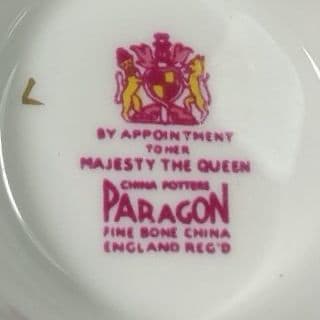 BY APPOINTMENT
TO HER
MAJESTY THE QUEEN
CHINA POTTERS
PARAGON
FINE BONE CHINA
ENGLAND REG'D